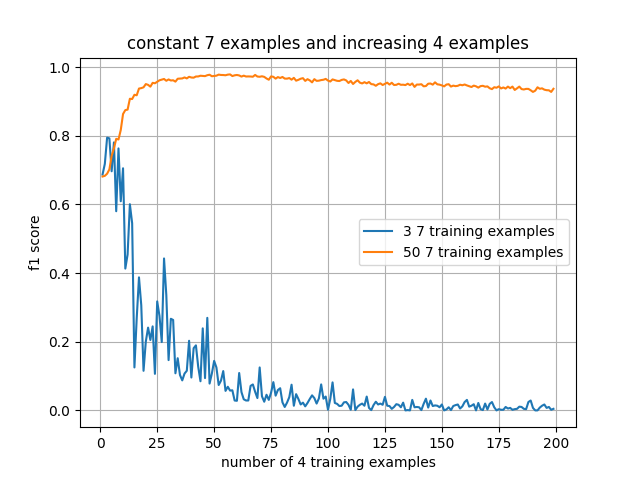 constant 7 examples and increasing 4 examples
1.0
0.8
0.6
0.4
0.2
0.0
f1 score
3 7 training examples
50 7 training examples
0 25 50 75 100 125 150 175 200
number of 4 training examples